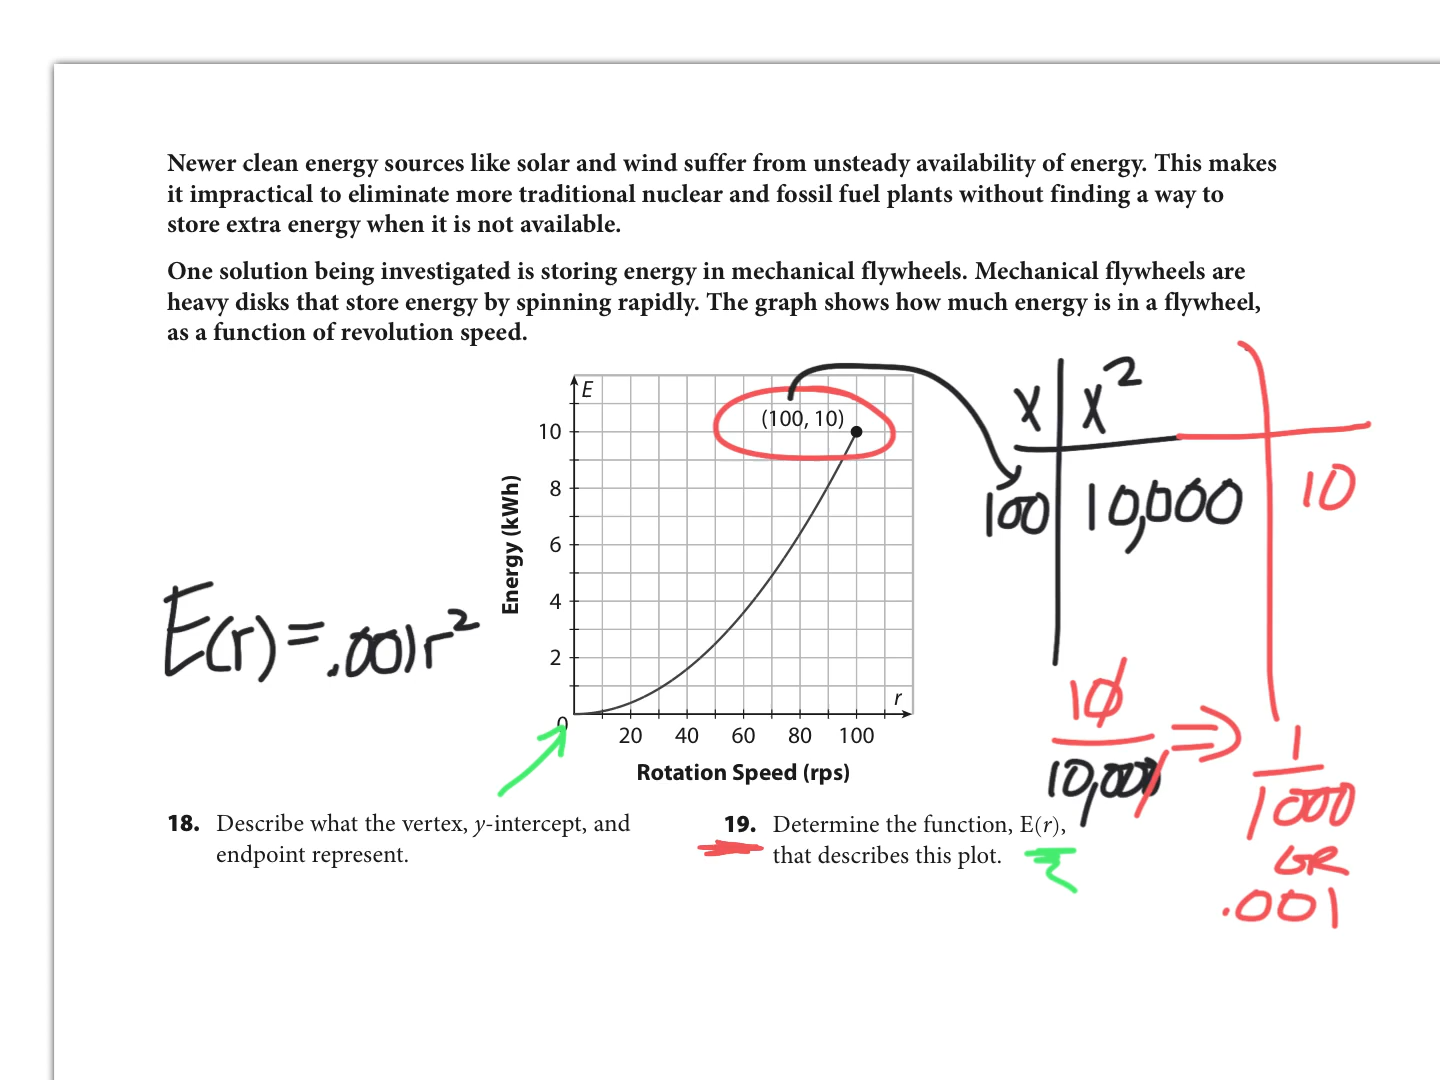 Newer clean energy sources like solar and wind suffer from unsteady availability of energy. This makes
it impractical to eliminate more traditional nuclear and fossil fuel plants without finding a way to
store extra energy when it is not available.
One solution being investigated is storing energy in mechanical flywheels. Mechanical flywheels are
heavy disks that store energy by spinning rapidly. The graph shows how much energy is in a flywheel,
as a function of revolution speed.
E
(100, 10)
10
8
6
4
2
0
Energy (kWh)
r
20 40 60 80 100
Rotation Speed (rps)
x x²
100 10,000 10
E(r)=.001r²
10
10,000
⇒
1
1000
OR
.001
18. Describe what the vertex, y-intercept, and
endpoint represent.
19. Determine the function, E(r),
that describes this plot.